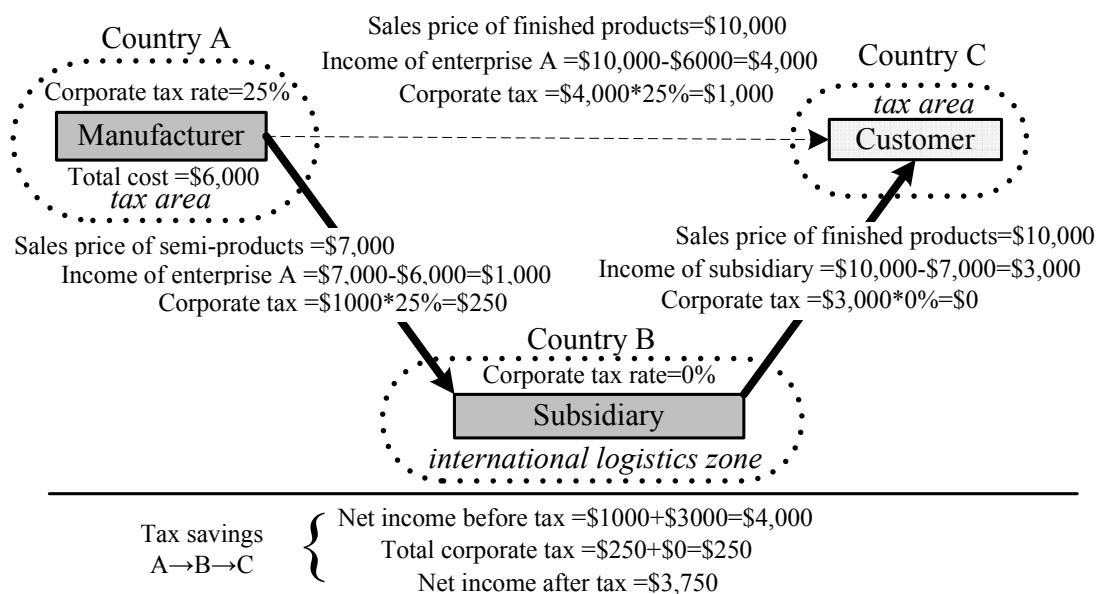 Country A
Corporate tax rate=25%
Manufacturer
Total cost =$6,000
tax area
Sales price of finished products=$10,000
Income of enterprise A =$10,000-$6000=$4,000
Corporate tax =$4,000*25%=$1,000
Country C
tax area
Customer
Sales price of semi-products =$7,000
Income of enterprise A =$7,000-$6,000=$1,000
Corporate tax =$1000*25%=$250
Sales price of finished products=$10,000
Income of subsidiary =$10,000-$7,000=$3,000
Corporate tax =$3,000*0%=$0
Country B
Corporate tax rate=0%
Subsidiary
international logistics zone
Tax savings
A→B→C
Net income before tax =$1000+$3000=$4,000
Total corporate tax =$250+$0=$250
Net income after tax =$3,750